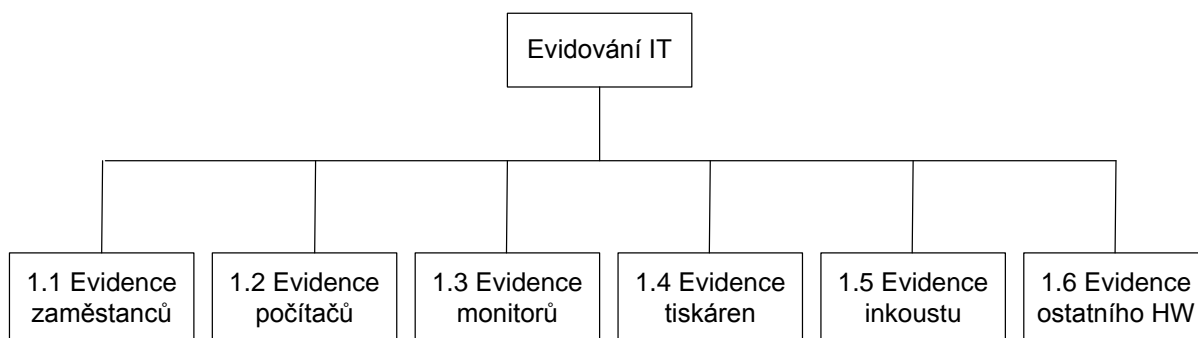 Evidování IT
1.1 Evidence
zaměstanců
1.2 Evidence
počítačů
1.3 Evidence
monitorů
1.4 Evidence
tiskáren
1.5 Evidence
inkoustu
1.6 Evidence
ostatního HW